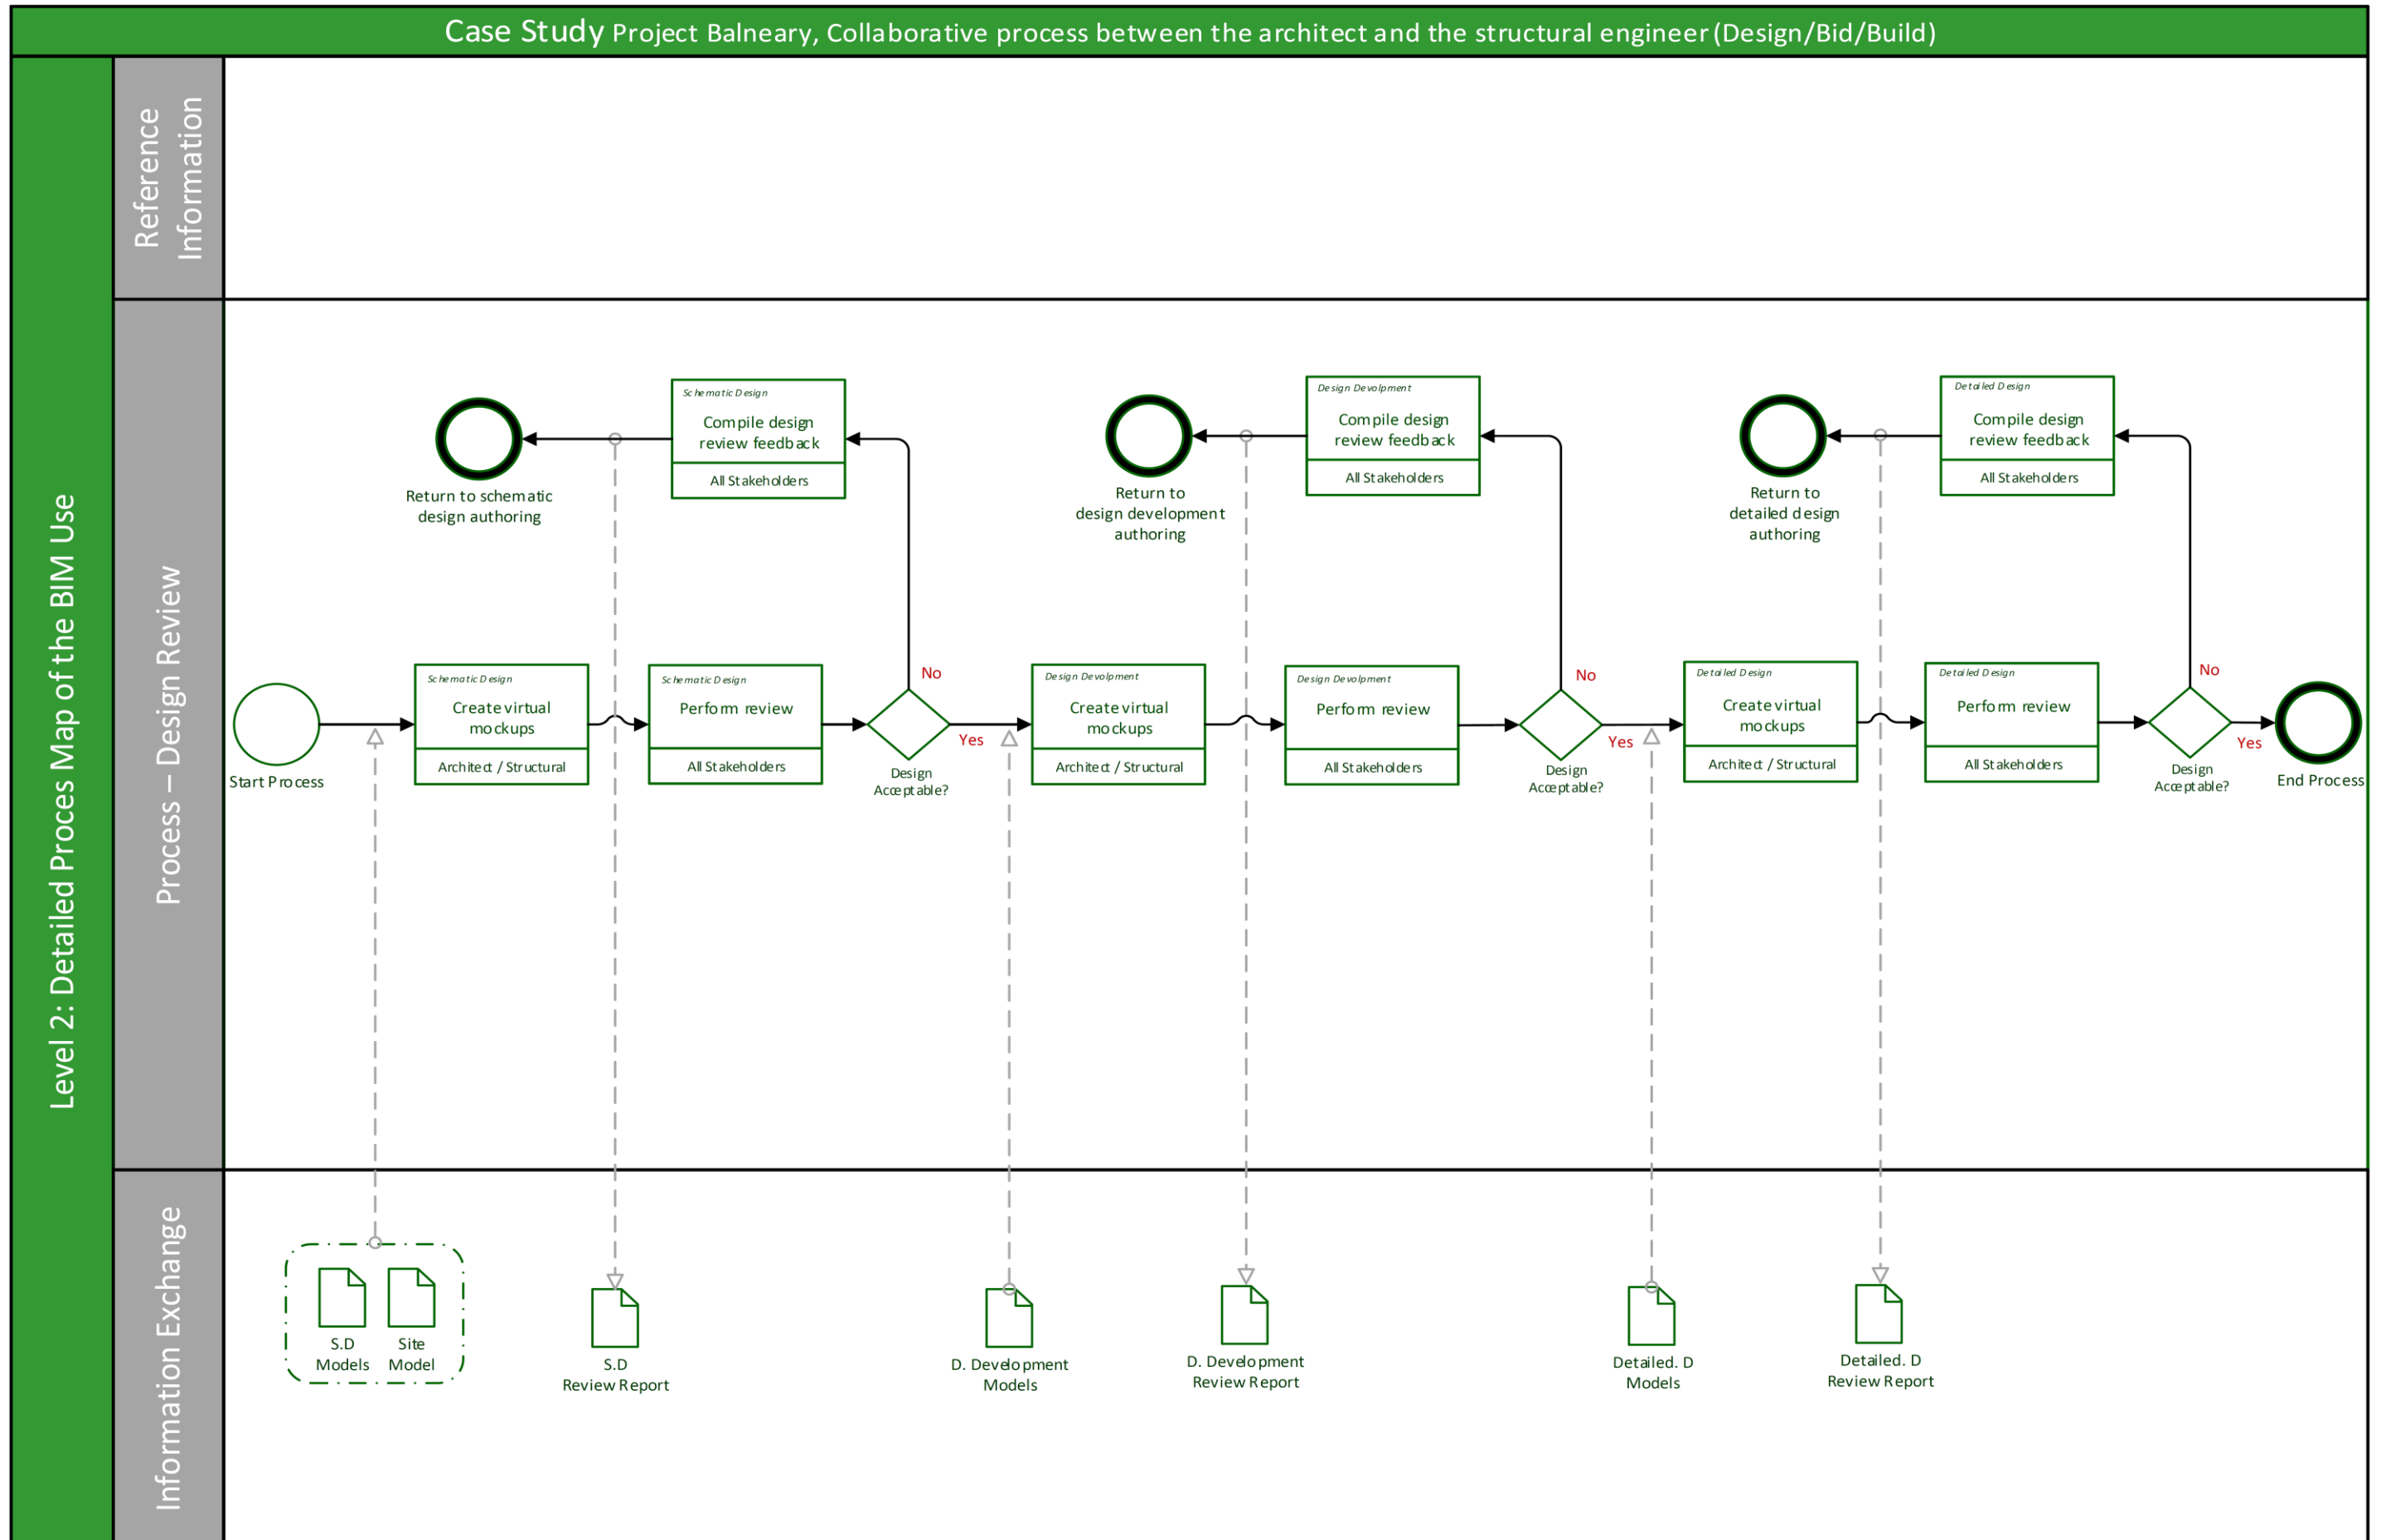 Case Study Project Balneary, Collaborative process between the architect and the structural engineer (Design/Bid/Build)
Level 2: Detailed Proces Map of the BIM Use
Reference
Information
Process – Design Review
Schematic Design
Compile design
review feedback
All Stakeholders
Return to schematic
design authoring
Design Devolpment
Compile design
review feedback
All Stakeholders
Return to
design development
authoring
Detailed Design
Compile design
review feedback
All Stakeholders
Return to
detailed design
authoring
Start Process
Schematic Design
Create virtual
mockups
Architect / Structural
Schematic Design
Perform review
All Stakeholders
No
Yes
Design
Acceptable?
Design Devolpment
Create virtual
mockups
Architect / Structural
Design Devolpment
Perform review
All Stakeholders
No
Yes
Design
Acceptable?
Detailed Design
Create virtual
mockups
Architect / Structural
Detailed Design
Perform review
All Stakeholders
No
Yes
Design
Acceptable?
End Process
Information Exchange
S.D
Models
Site
Model
S.D
Review Report
D. Development
Models
D. Development
Review Report
Detailed. D
Models
Detailed. D
Review Report